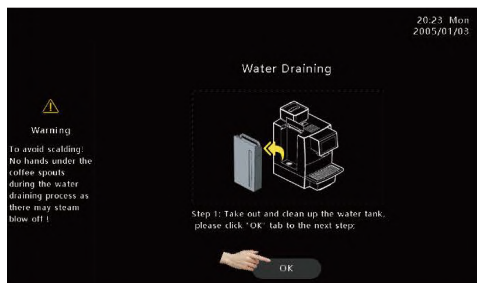 20:23 Mon
2005/01/03
Water Draining
Warning
To avoid scalding:
No hands under the
coffee spouts
during the water
draining process as
there may steam
blow off !
Step 1: Take out and clean up the water tank,
please click "OK" tab to the next step:
OK